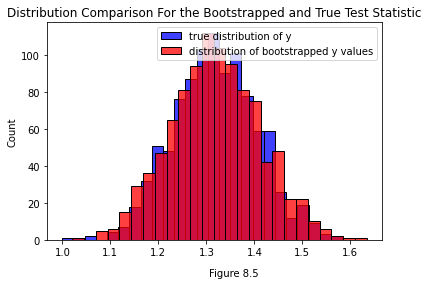 Distribution Comparison For the Bootstrapped and True Test Statistic
true distribution of y
distribution of bootstrapped y values
100
80
60
40
20
0
Count
1.0 1.1 1.2 1.3 1.4 1.5 1.6
Figure 8.5